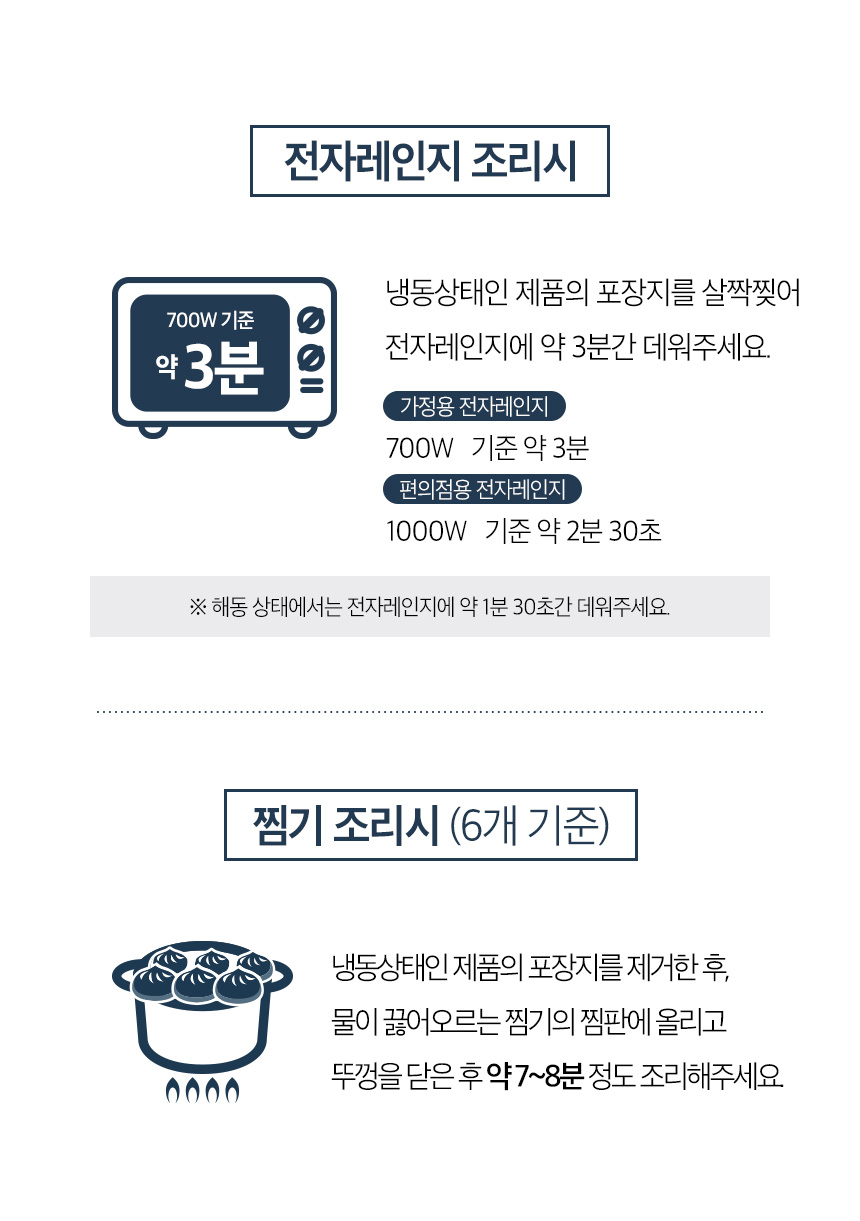 전자레인지 조리시
700W 기준
약 3분
냉동상태인 제품의 포장지를 살짝찢어
전자레인지에 약 3분간 데워주세요.
가정용 전자레인지
700W 기준 약 3분
편의점용 전자레인지
1000W 기준 약 2분 30초
※ 해동 상태에서는 전자레인지에 약 1분 30초간 데워주세요.
찜기 조리시 (6개 기준)
냉동상태인 제품의 포장지를 제거한 후,
물이 끓어오르는 찜기의 찜판에 올리고
뚜껑을 닫은 후 약 7~8분 정도 조리해주세요.